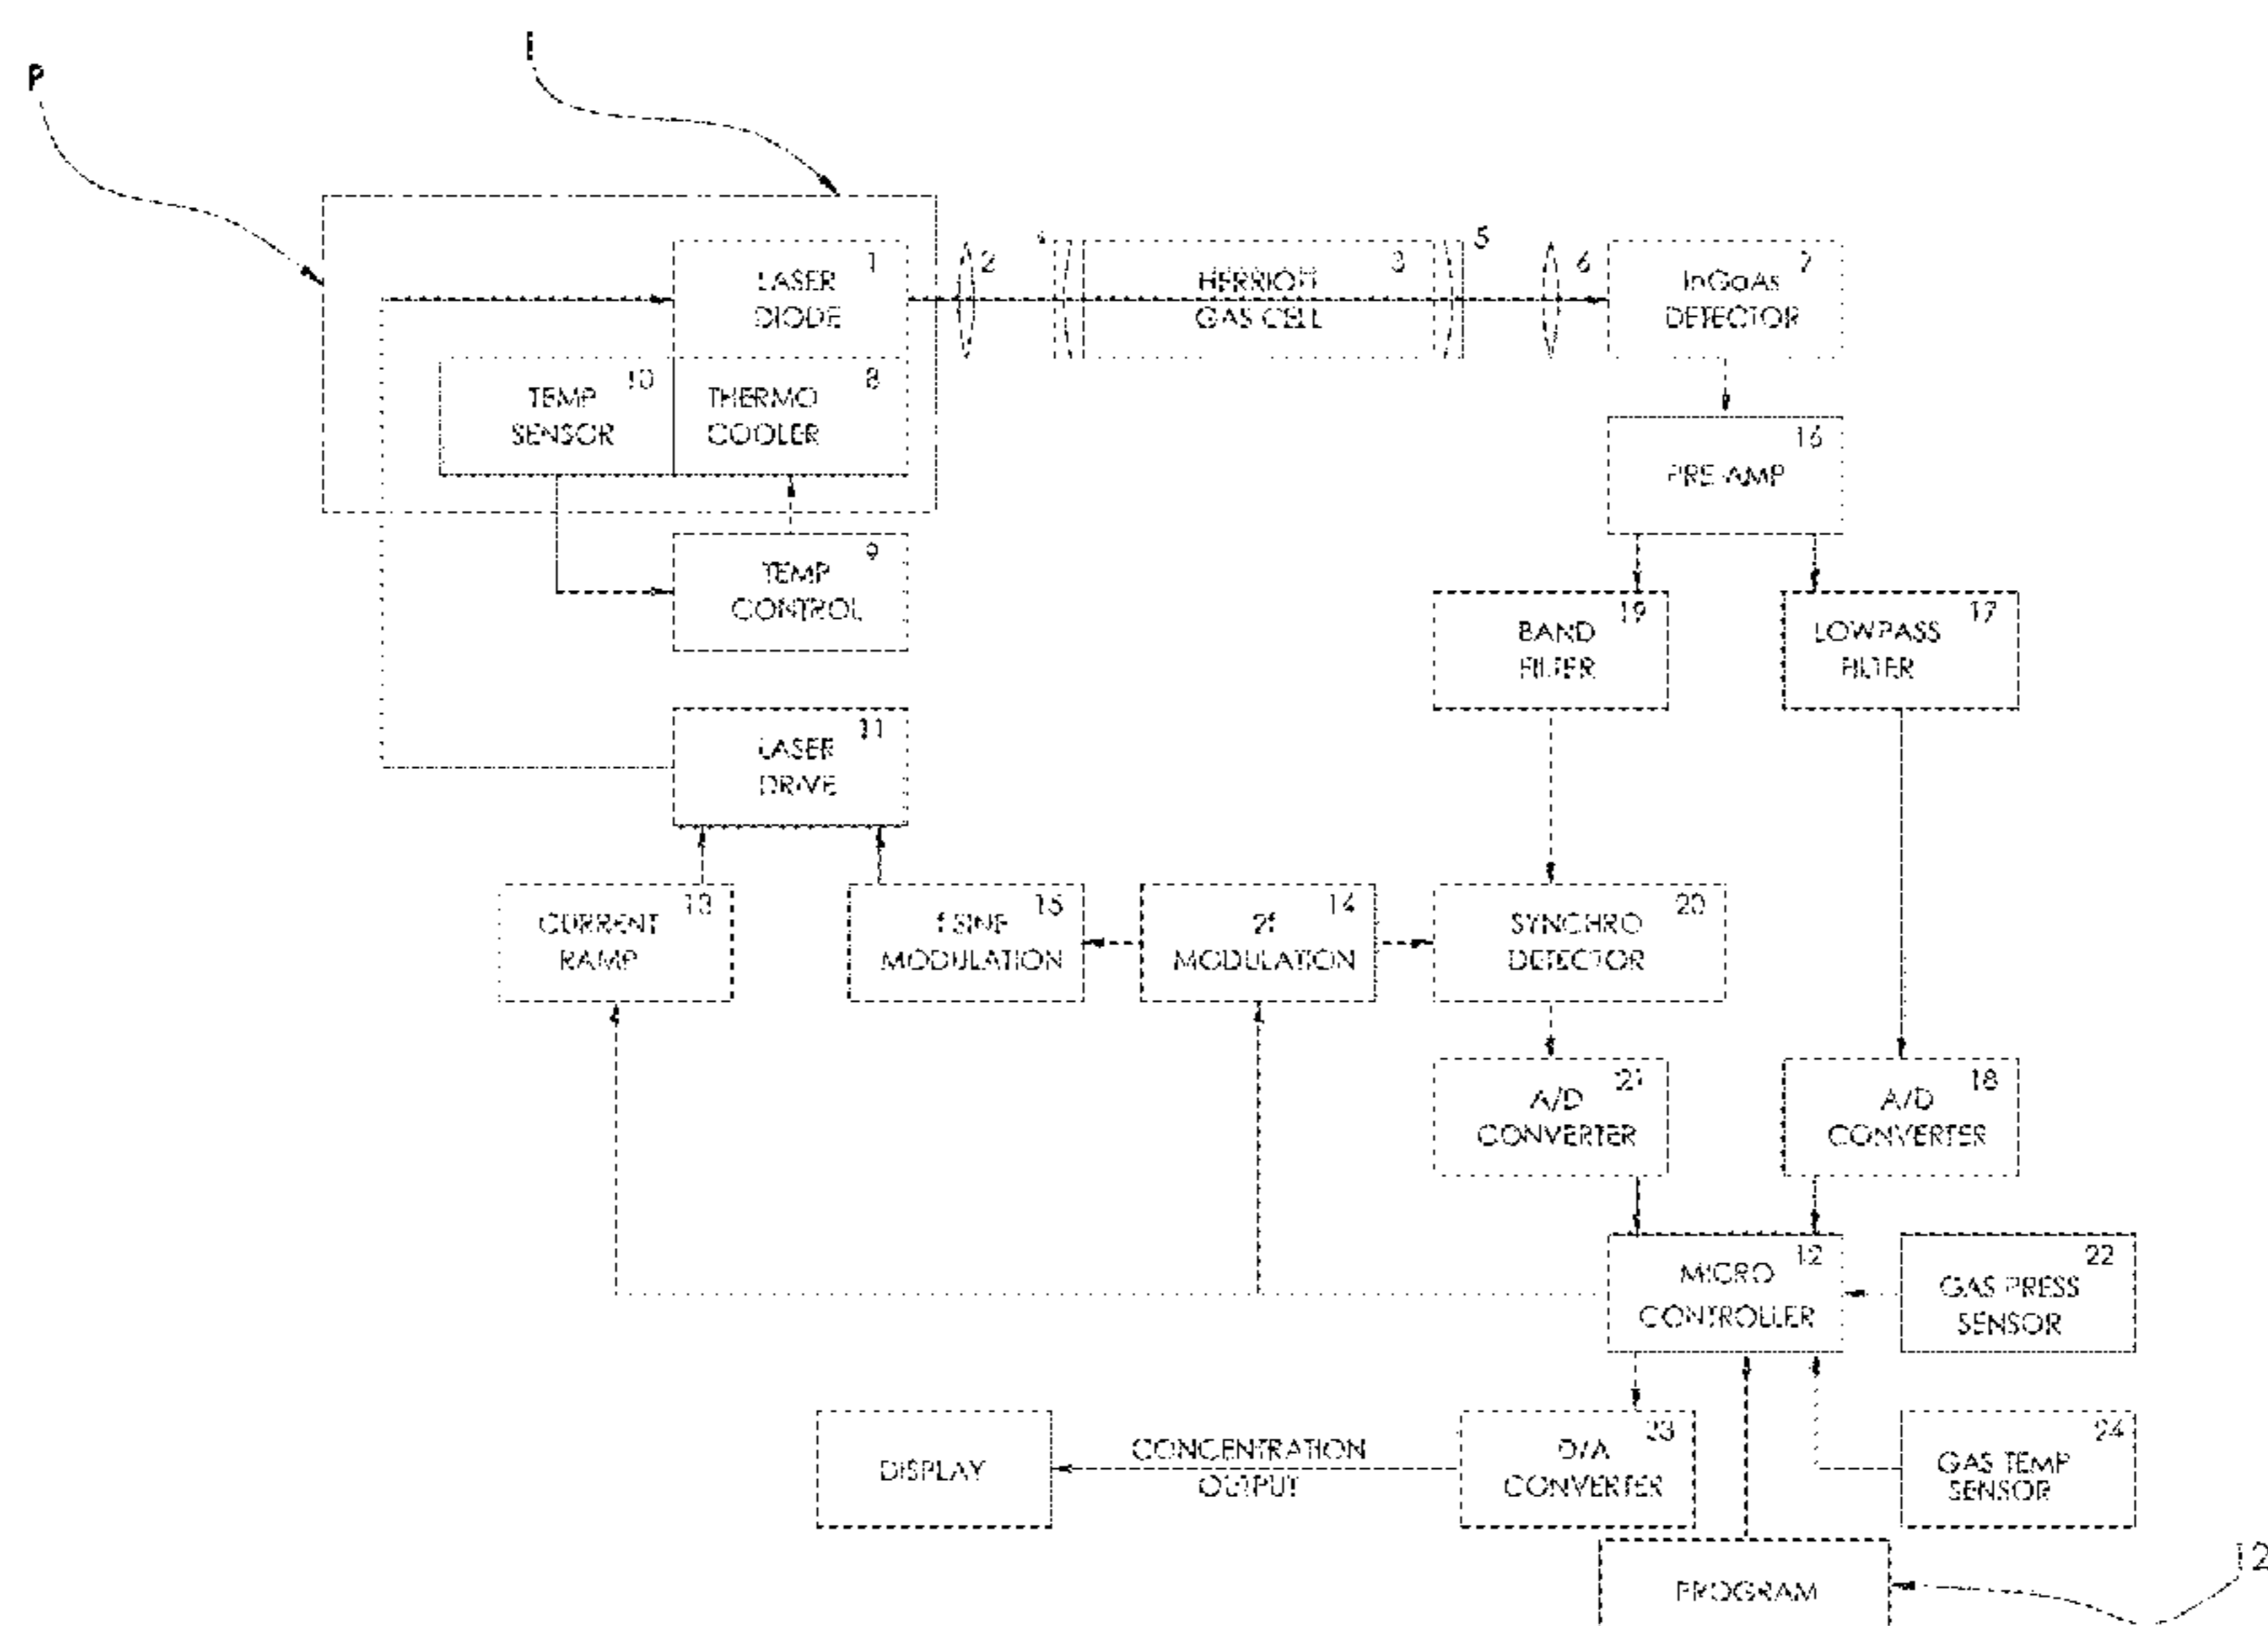 P
1
1
LASER
DIODE
2
4
HERRIOTT
GAS CELL
3
5
6
7
InGaAs
DETECTOR
10
TEMP
SENSOR
8
THERMO
COOLER
16
PRE-AMP
9
TEMP
CONTROL
19
BAND
FILTER
17
LOWPASS
FILTER
11
LASER
DRIVE
13
CURRENT
RAMP
15
f SINE
MODULATION
14
2f
MODULATION
20
SYNCHRO
DETECTOR
21
A/D
CONVERTER
18
A/D
CONVERTER
12
MICRO
CONTROLLER
22
GAS PRESS
SENSOR
DISPLAY
CONCENTRATION
OUTPUT
23
D/A
CONVERTER
24
GAS TEMP
SENSOR
PROGRAM
12